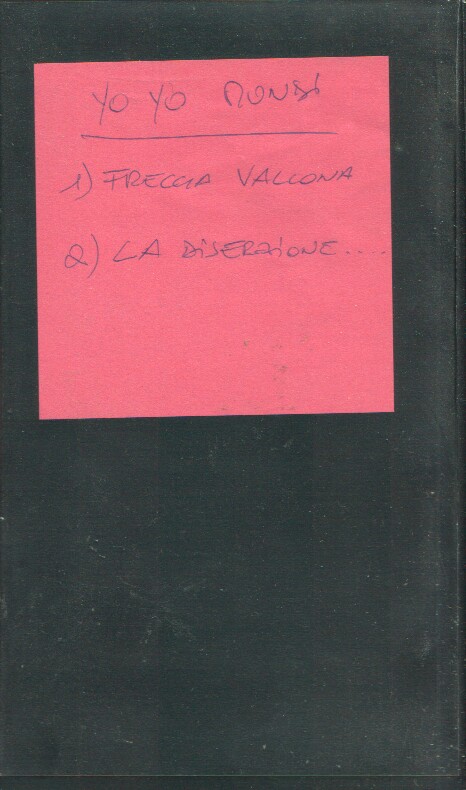 YO YO MUNDI
1) FRECCIA VALLONA
2) LA DISERZIONE....